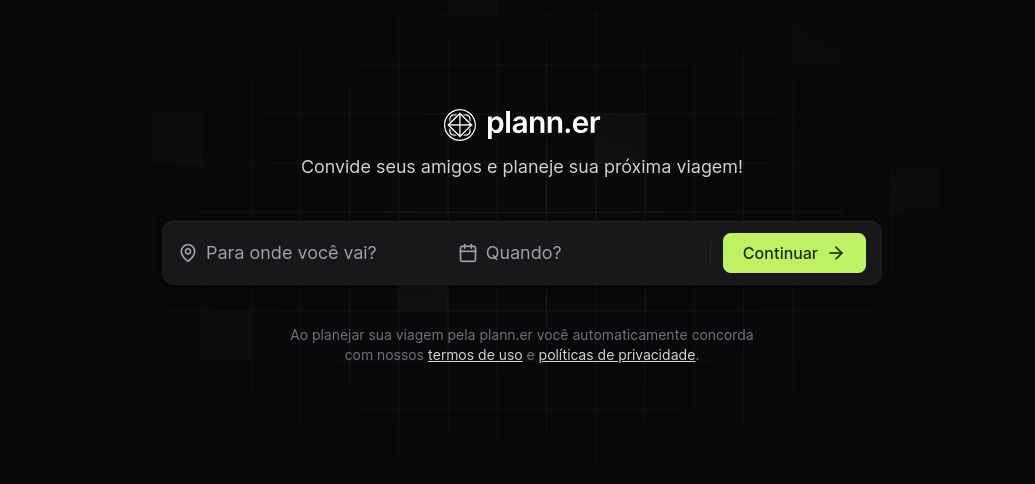 plann.er
Convide seus amigos e planeje sua próxima viagem!
Para onde você vai? Quando? Continuar →
Ao planejar sua viagem pela plann.er você automaticamente concorda
com nossos termos de uso e políticas de privacidade.